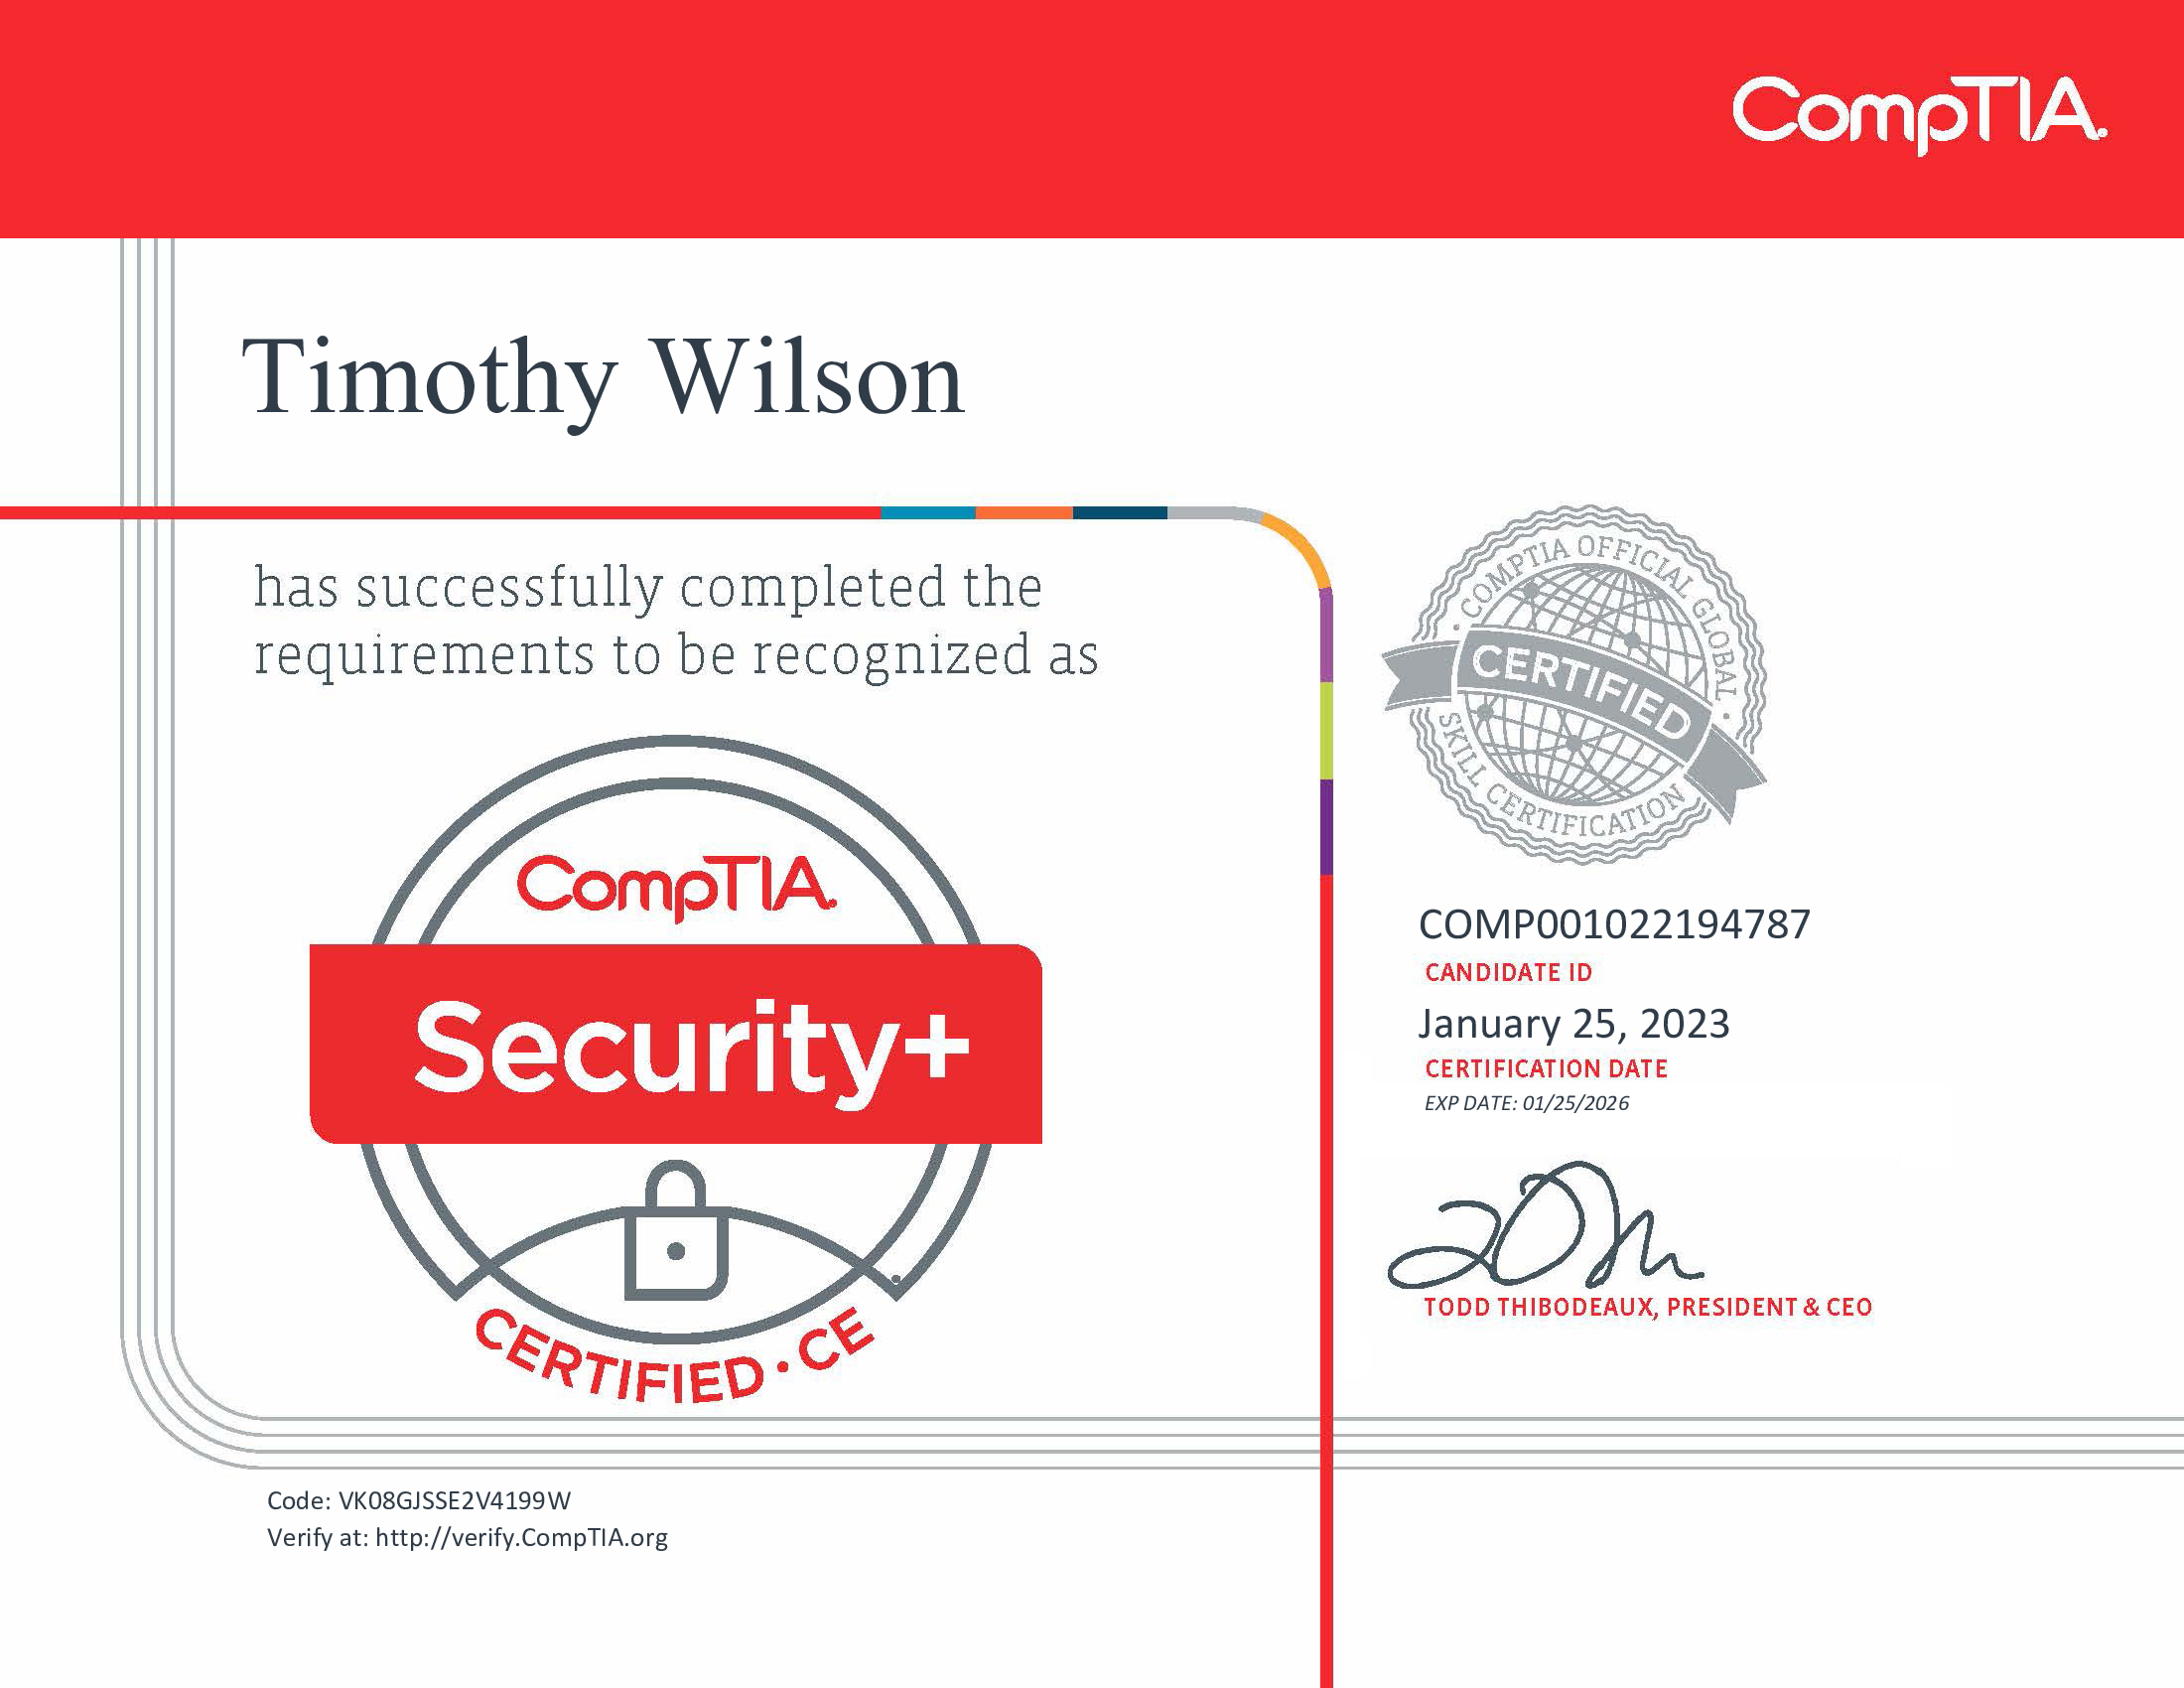 CompTIA.
Timothy Wilson
has successfully completed the
requirements to be recognized as
CompTIA.
Security+
CERTIFIED • CE
COMPTIA OFFICIAL GLOBAL
CERTIFIED
SKILL CERTIFICATION
COMP001022194787
CANDIDATE ID
January 25, 2023
CERTIFICATION DATE
EXP DATE: 01/25/2026
TODD THIBODEAUX, PRESIDENT & CEO
Code: VK08GJSSE2V4199W
Verify at: http://verify.CompTIA.org